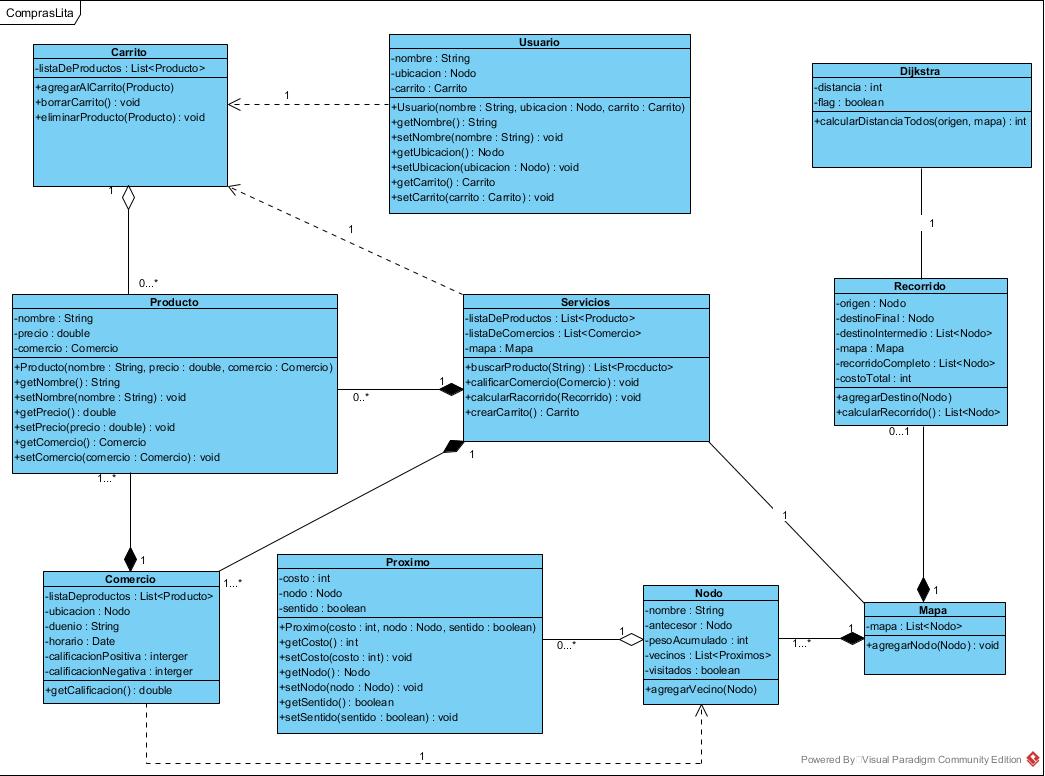 ComprasLita
Carrito
-listaDeProductos : List<Producto>
+agregarAlCarrito(Producto)
+borrarCarrito() : void
+eliminarProducto(Producto) : void
Usuario
-nombre : String
-ubicacion : Nodo
-carrito : Carrito
+Usuario(nombre : String, ubicacion : Nodo, carrito : Carrito)
+getNombre() : String
+setNombre(nombre : String) : void
+getUbicacion() : Nodo
+setUbicacion(ubicacion : Nodo) : void
+getCarrito() : Carrito
+setCarrito(carrito : Carrito) : void
Dijkstra
-distancia : int
-flag : boolean
+calcularDistanciaTodos(origen, mapa) : int
1
1
1
1
0...*
Producto
-nombre : String
-precio : double
-comercio : Comercio
+Producto(nombre : String, precio : double, comercio : Comercio)
+getNombre() : String
+setNombre(nombre : String) : void
+getPrecio() : double
+setPrecio(precio : double) : void
+getComercio() : Comercio
+setComercio(comercio : Comercio) : void
Servicios
-listaDeProductos : List<Producto>
-listaDeComercios : List<Comercio>
-mapa : Mapa
+buscarProducto(String) : List<Procducto>
+calificarComercio(Comercio) : void
+calcularRacorrido(Recorrido) : void
+crearCarrito() : Carrito
Recorrido
-origen : Nodo
-destinoFinal : Nodo
-destinoIntermedio : List<Nodo>
-mapa : Mapa
-recorridoCompleto : List<Nodo>
-costoTotal : int
+agregarDestino(Nodo)
+calcularRecorrido() : List<Nodo>
1
0..*
0...1
1
1...*
1
1
1...*
1
Comercio
-listaDeproductos : List<Producto>
-ubicacion : Nodo
-duenio : String
-horario : Date
-calificacionPositiva : interger
-calificacionNegativa : interger
+getCalificacion() : double
Proximo
-costo : int
-nodo : Nodo
-sentido : boolean
+Proximo(costo : int, nodo : Nodo, sentido : boolean)
+getCosto() : int
+setCosto(costo : int) : void
+getNodo() : Nodo
+setNodo(nodo : Nodo) : void
+getSentido() : boolean
+setSentido(sentido : boolean) : void
Nodo
-nombre : String
-antecesor : Nodo
-pesoAcumulado : int
-vecinos : List<Proximos>
-visitados : boolean
+agregarVecino(Nodo)
Mapa
-mapa : List<Nodo>
+agregarNodo(Nodo) : void
1
0...*
1
1...*
1
Powered By Visual Paradigm Community Edition